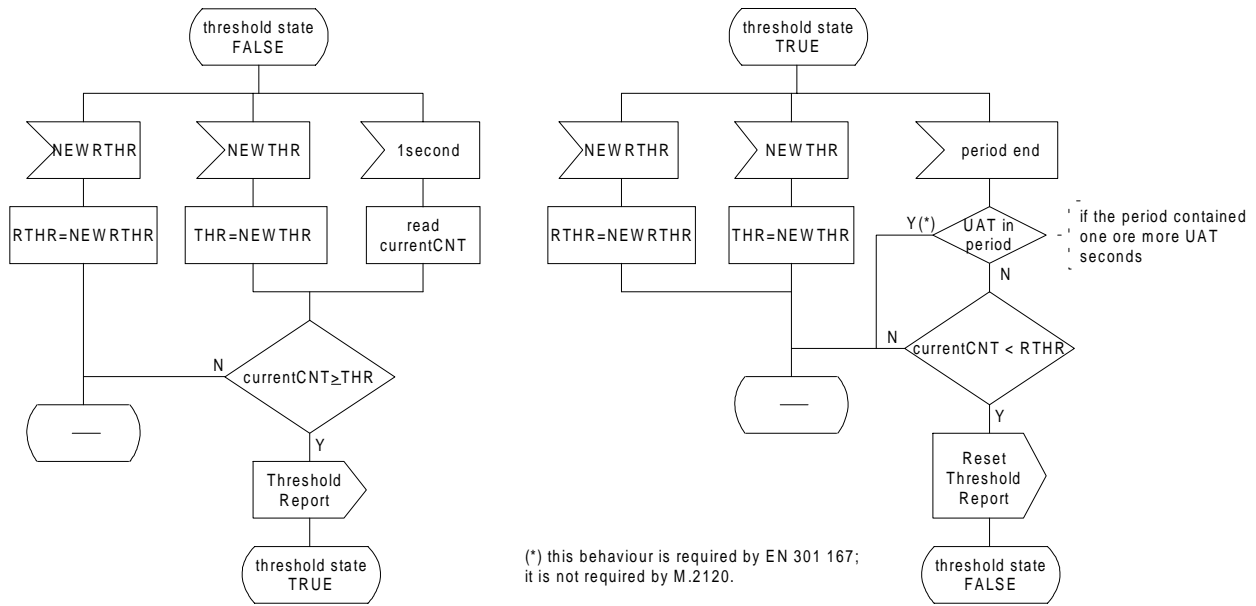 threshold state
FALSE
NEWRTHR
NEWTHR
1second
RTHR=NEWRTHR
THR=NEWTHR
read
currentCNT
N
currentCNT≥THR
Y
Threshold
Report
threshold state
TRUE
threshold state
TRUE
NEWRTHR
NEWTHR
period end
RTHR=NEWRTHR
THR=NEWTHR
Y(*)
UAT in
period
if the period contained
one ore more UAT
seconds
N
N
currentCNT < RTHR
Y
Reset
Threshold
Report
threshold state
FALSE
(*) this behaviour is required by EN 301 167;
it is not required by M.2120.